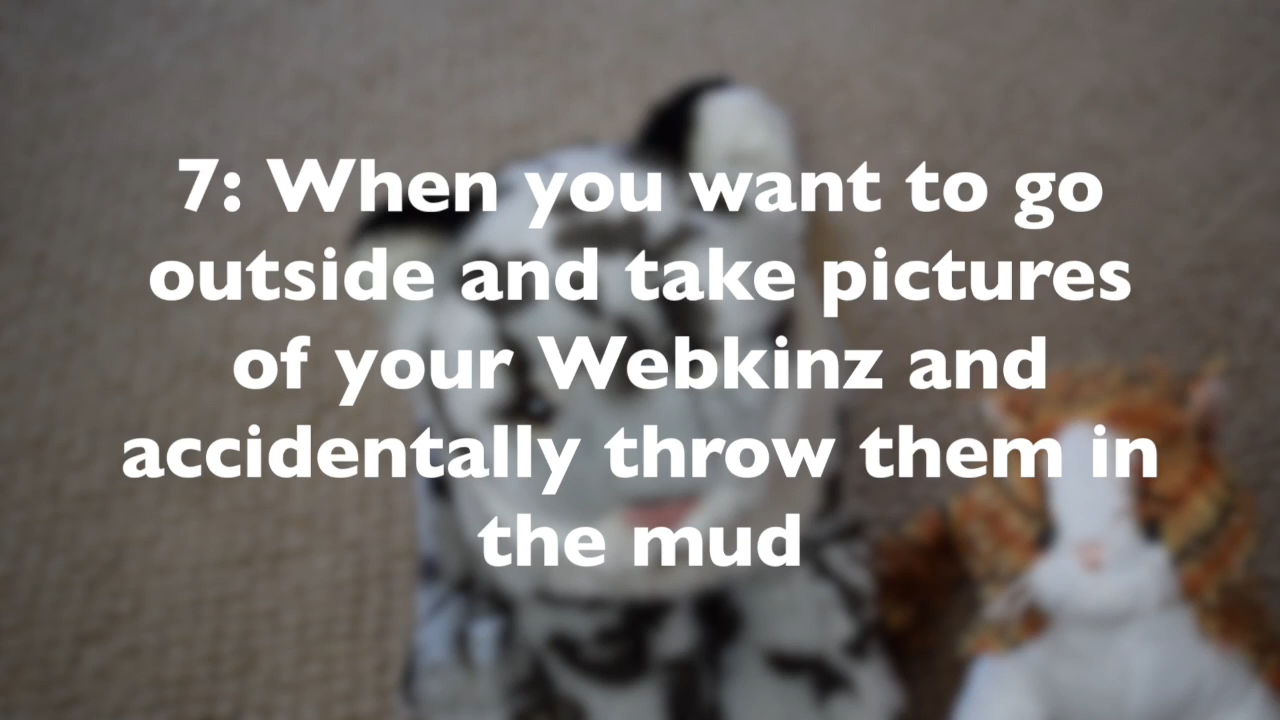 7: When you want to go
outside and take pictures
of your Webkinz and
accidentally throw them in
the mud